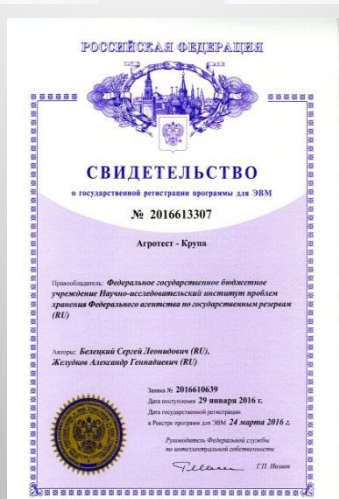 РОССИЙСКАЯ ФЕДЕРАЦИЯ
СВИДЕТЕЛЬСТВО
о государственной регистрации программы для ЭВМ
№ 2016613307
Агротест - Крупа
Правообладатель: Федеральное государственное бюджетное
учреждение Научно-исследовательский институт проблем
хранения Федерального агентства по государственным резервам
(RU)
Авторы: Белецкий Сергей Леонидович (RU),
Желудков Александр Геннадиевич (RU)
Заявка № 2016610639
Дата поступления 29 января 2016 г.
Дата государственной регистрации
в Реестре программ для ЭВМ 24 марта 2016 г.
Руководитель Федеральной службы
по интеллектуальной собственности
Г.П. Ивлиев